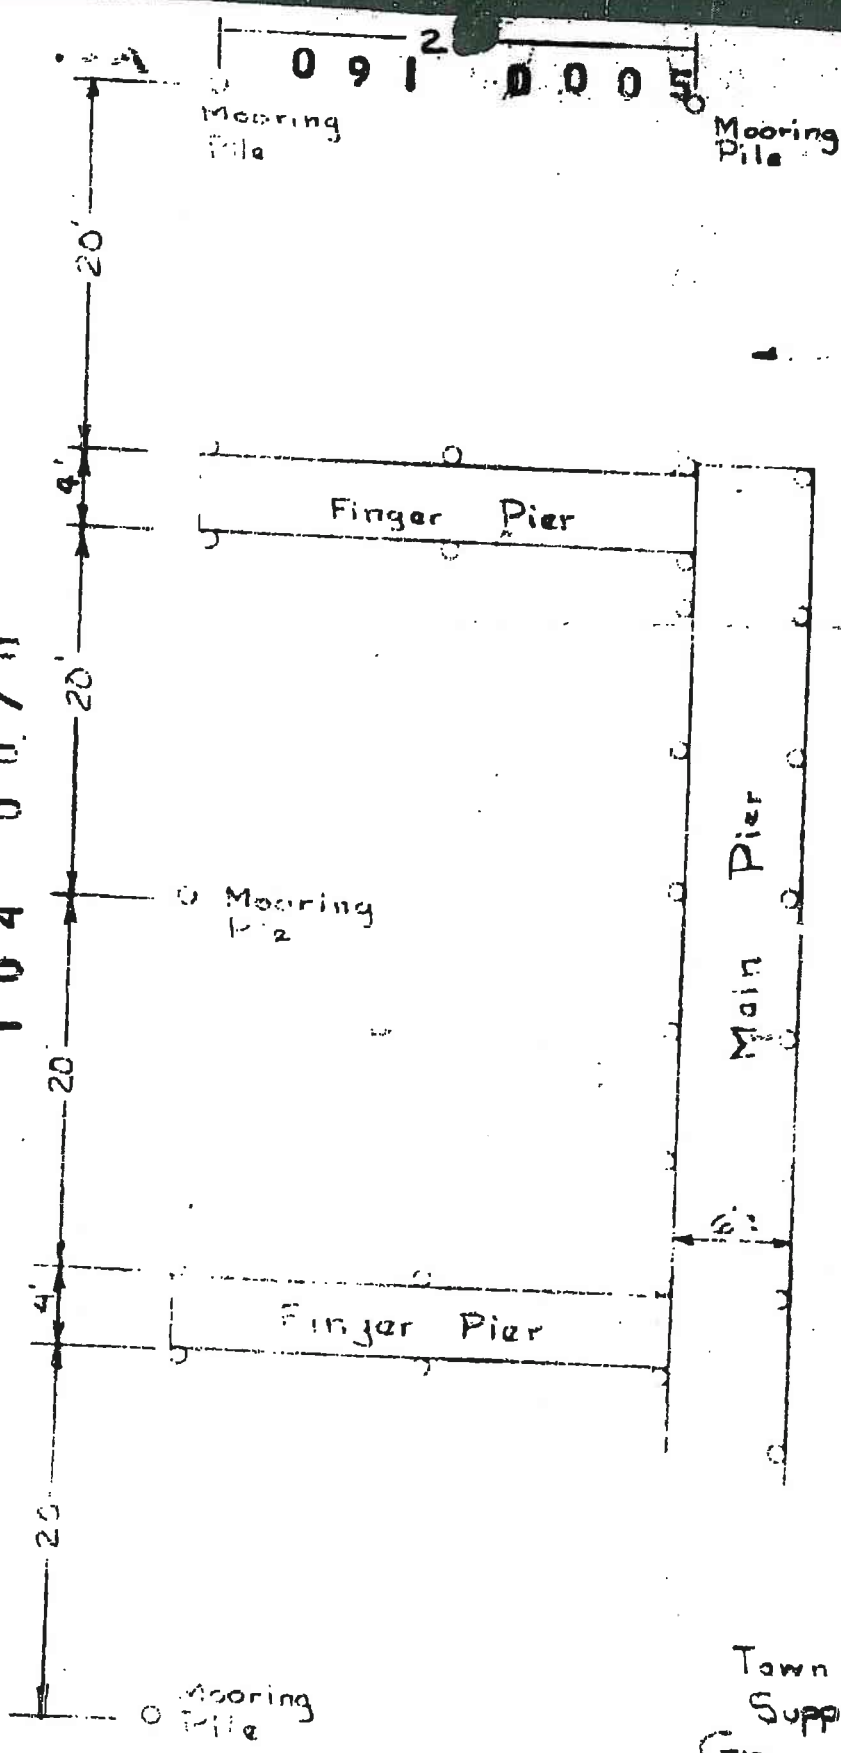 2
0 9 1 0 0 0 5
Mooring
Pile
Mooring
Pile
20'
4'
Finger Pier
20'
Main Pier
Mooring
20
6'
4'
Finger Pier
20
Mooring
Pile
Town